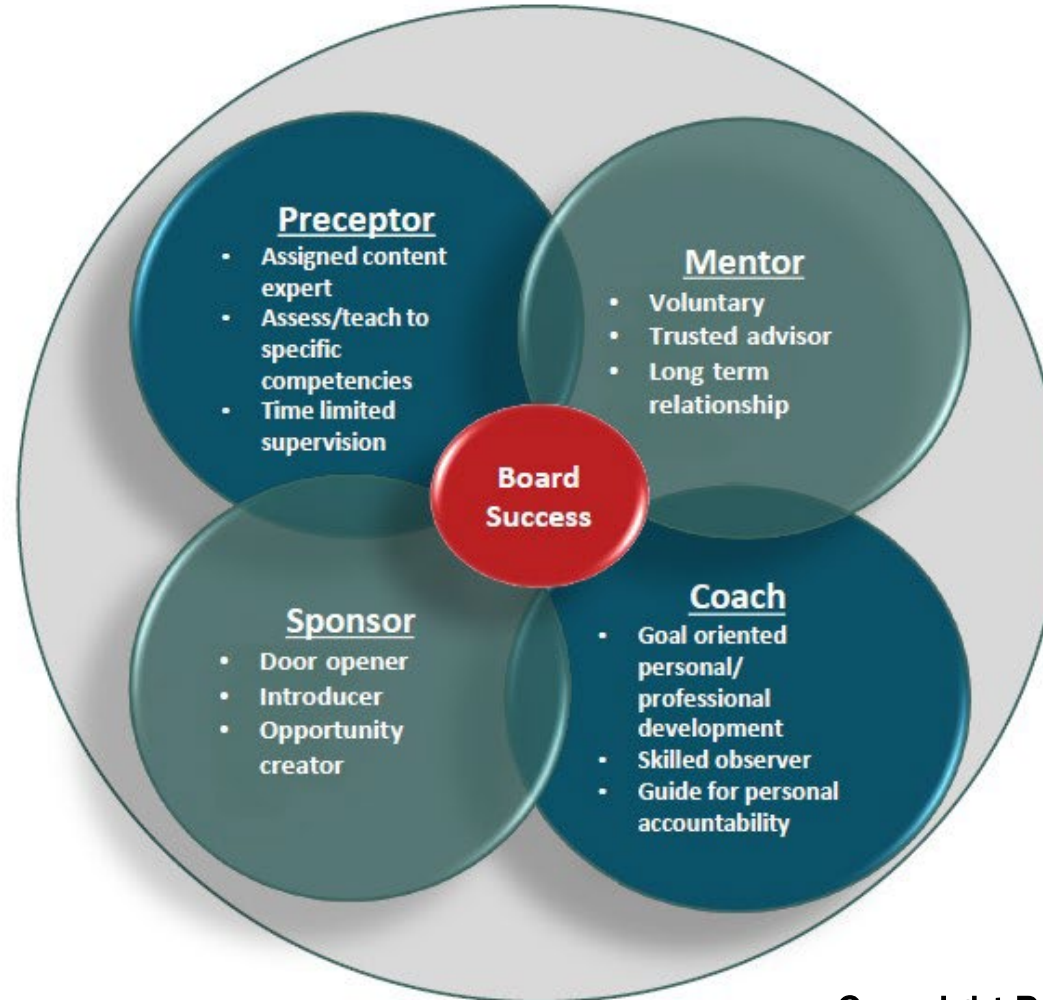 Preceptor
• Assigned content
expert
• Assess/teach to
specific
competencies
• Time limited
supervision
Mentor
• Voluntary
• Trusted advisor
• Long term
relationship
Board
Success
Sponsor
• Door opener
• Introducer
• Opportunity
creator
Coach
• Goal oriented
personal/
professional
development
• Skilled observer
• Guide for personal
accountability